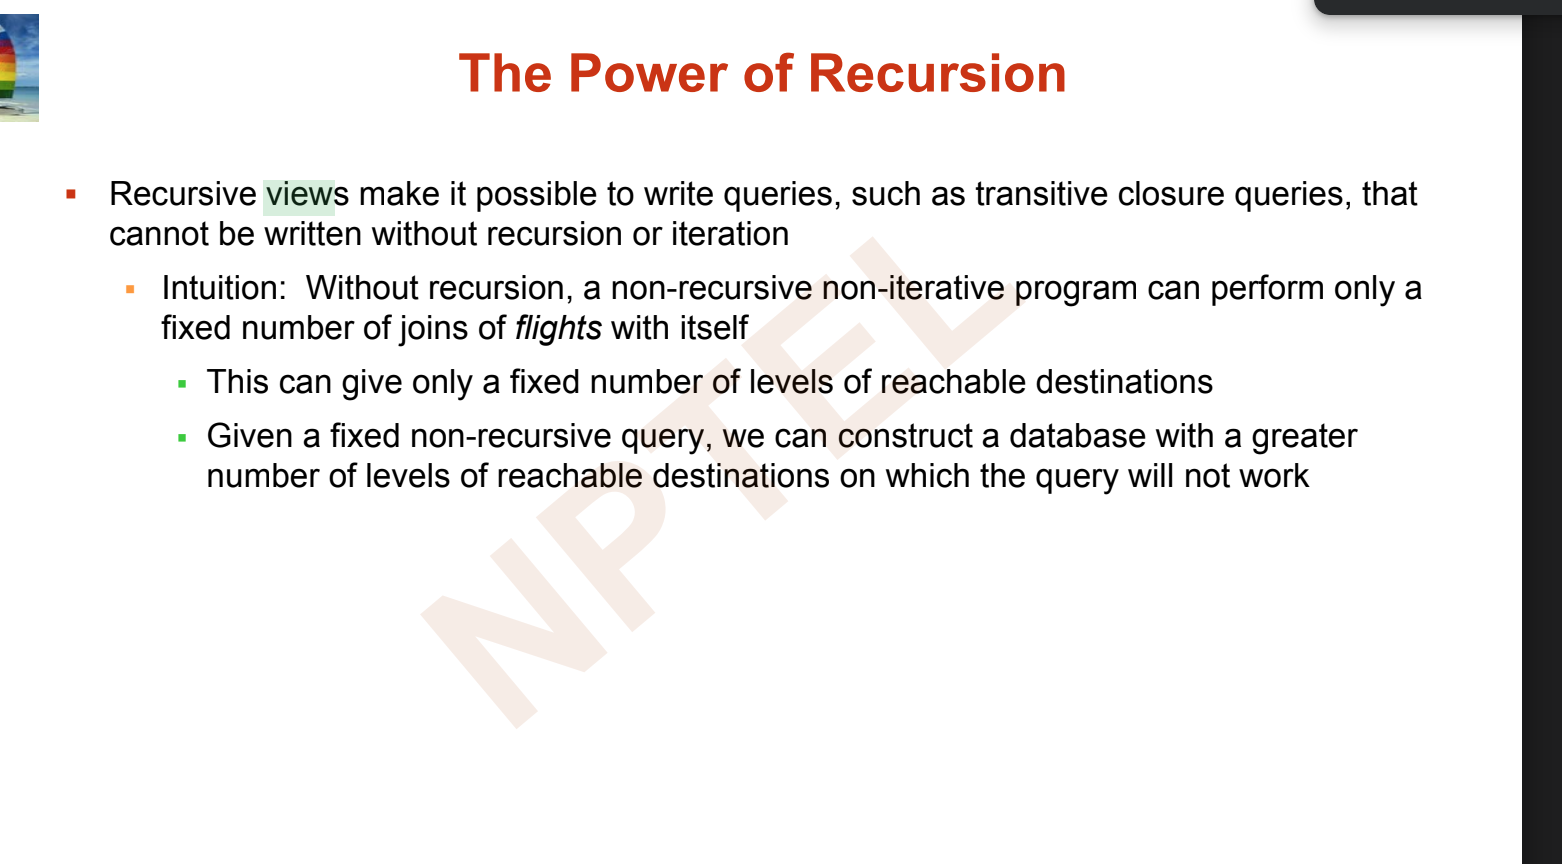 The Power of Recursion
Recursive views make it possible to write queries, such as transitive closure queries, that
cannot be written without recursion or iteration
Intuition:  Without recursion, a non-recursive non-iterative program can perform only a
fixed number of joins of flights with itself
This can give only a fixed number of levels of reachable destinations
Given a fixed non-recursive query, we can construct a database with a greater
number of levels of reachable destinations on which the query will not work
NPTEL